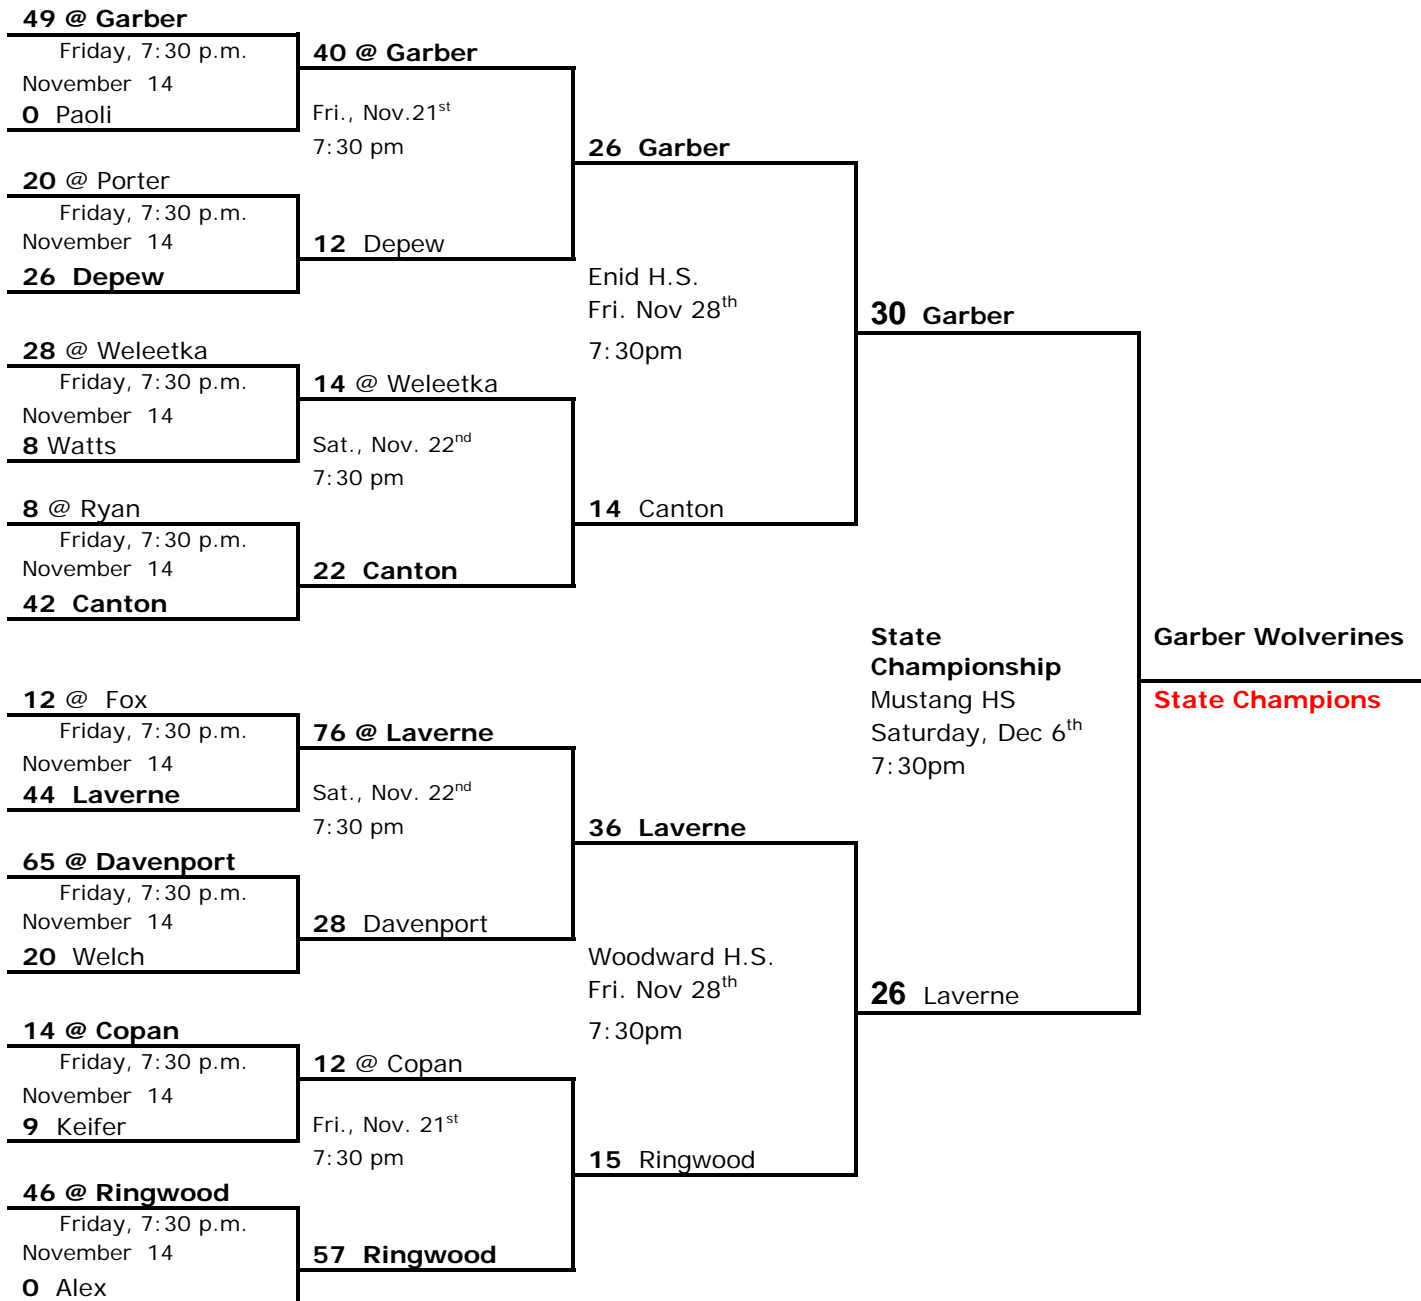 49 @ Garber
Friday, 7:30 p.m.
November 14
0 Paoli
20 @ Porter
Friday, 7:30 p.m.
November 14
26 Depew
28 @ Weleetka
Friday, 7:30 p.m.
November 14
8 Watts
8 @ Ryan
Friday, 7:30 p.m.
November 14
42 Canton
12 @ Fox
Friday, 7:30 p.m.
November 14
44 Laverne
65 @ Davenport
Friday, 7:30 p.m.
November 14
20 Welch
14 @ Copan
Friday, 7:30 p.m.
November 14
9 Keifer
46 @ Ringwood
Friday, 7:30 p.m.
November 14
0 Alex
40 @ Garber
Fri., Nov.21st
7:30 pm
12 Depew
14 @ Weleetka
Sat., Nov. 22nd
7:30 pm
22 Canton
76 @ Laverne
Sat., Nov. 22nd
7:30 pm
28 Davenport
12 @ Copan
Fri., Nov. 21st
7:30 pm
57 Ringwood
26 Garber
Enid H.S.
Fri. Nov 28th
7:30pm
14 Canton
36 Laverne
Woodward H.S.
Fri. Nov 28th
7:30pm
15 Ringwood
30 Garber
State
Championship
Mustang HS
Saturday, Dec 6th
7:30pm
26 Laverne
Garber Wolverines
State Champions